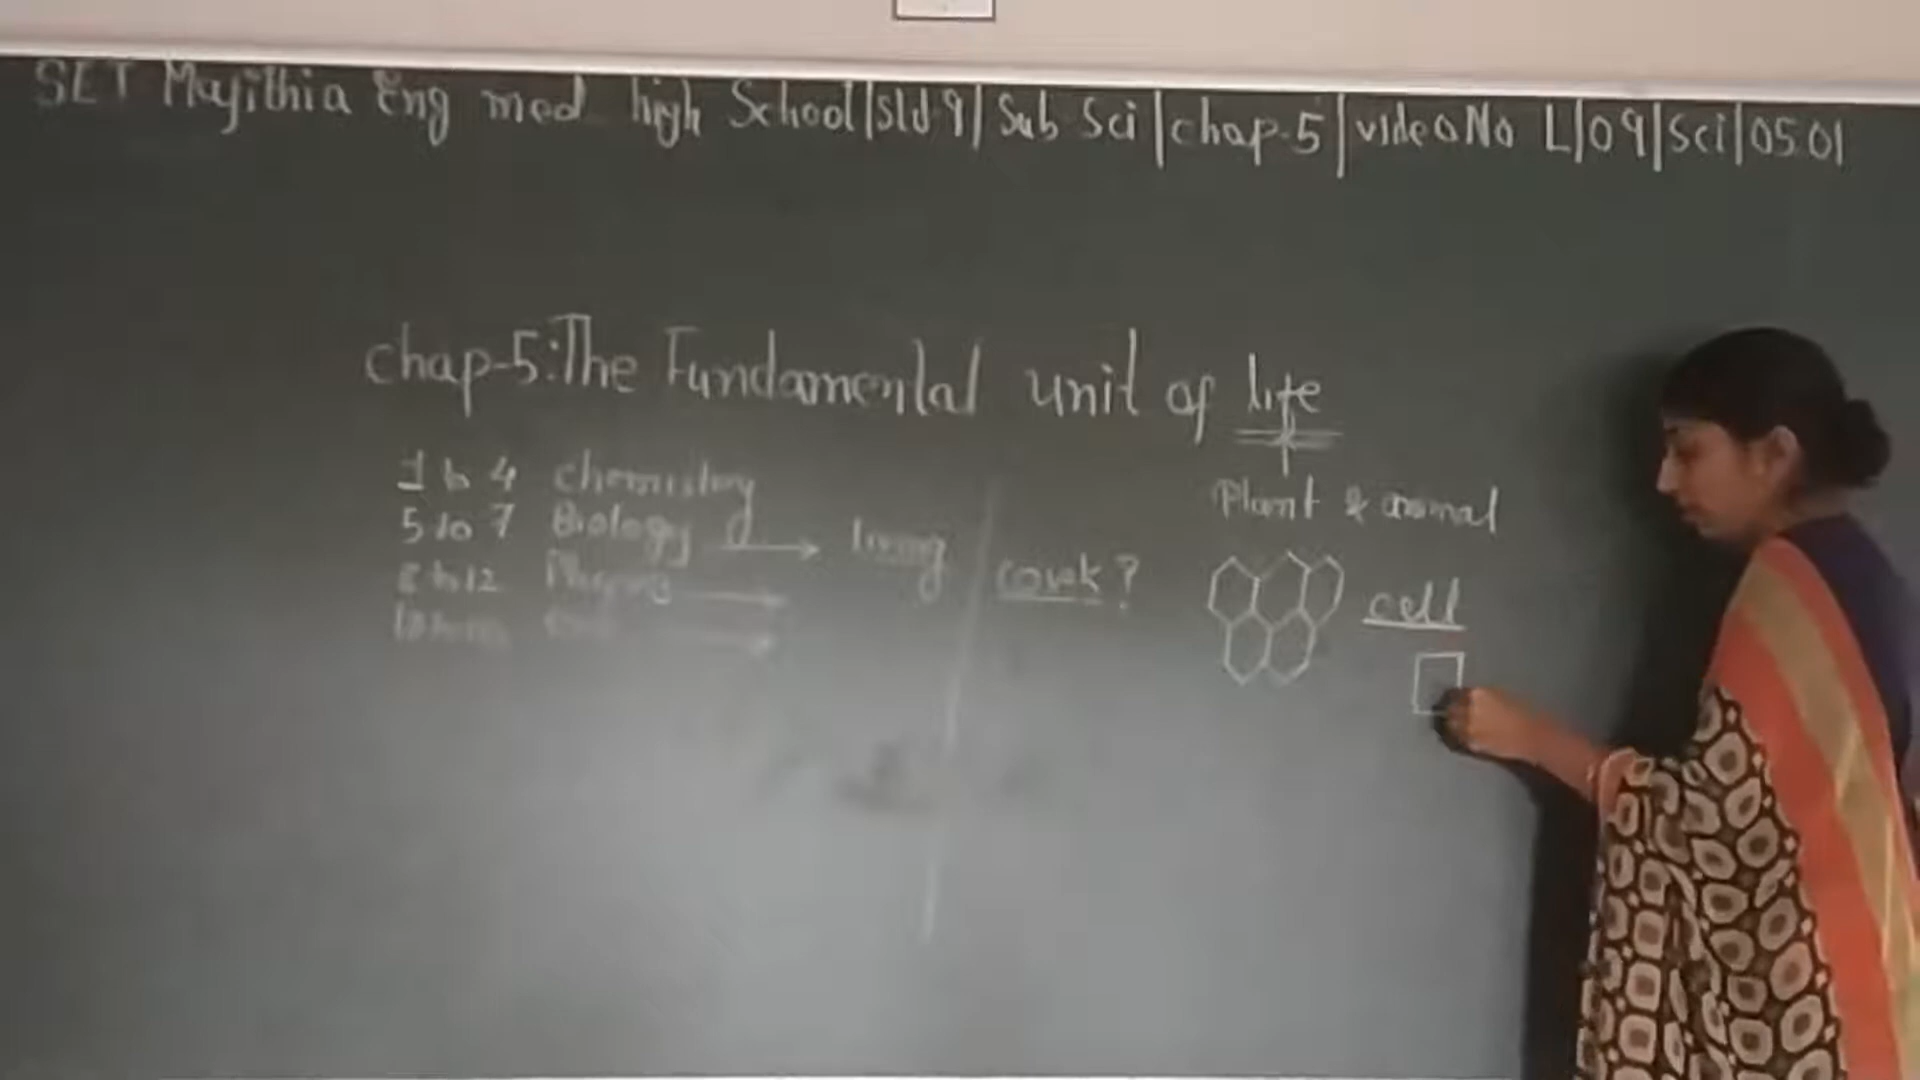 SET Majithia Eng med high School|Std 9|Sub Sci|chap-5|video No L|09|Sci|05.01
chap-5:The Fundamental unit of life
1 to 4 chemistry
5 to 7 Biology → living
8 to 12 Physics →
cork?
Plant & animal
cell